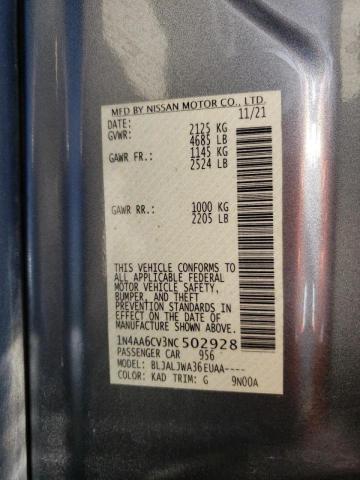 MFD BY NISSAN MOTOR CO., LTD.
DATE: 11/21
GVWR: 2125 KG
4685 LB
GAWR FR.: 1145 KG
2524 LB
GAWR RR.: 1000 KG
2205 LB
THIS VEHICLE CONFORMS TO
ALL APPLICABLE FEDERAL
MOTOR VEHICLE SAFETY,
BUMPER, AND THEFT
PREVENTION STANDARDS IN
EFFECT ON THE DATE OF
MANUFACTURE SHOWN ABOVE.
1N4AA6CV3NC 502928
PASSENGER CAR 956
MODEL: BLJALJWA36EUAA----
COLOR: KAD TRIM: G 9N00A